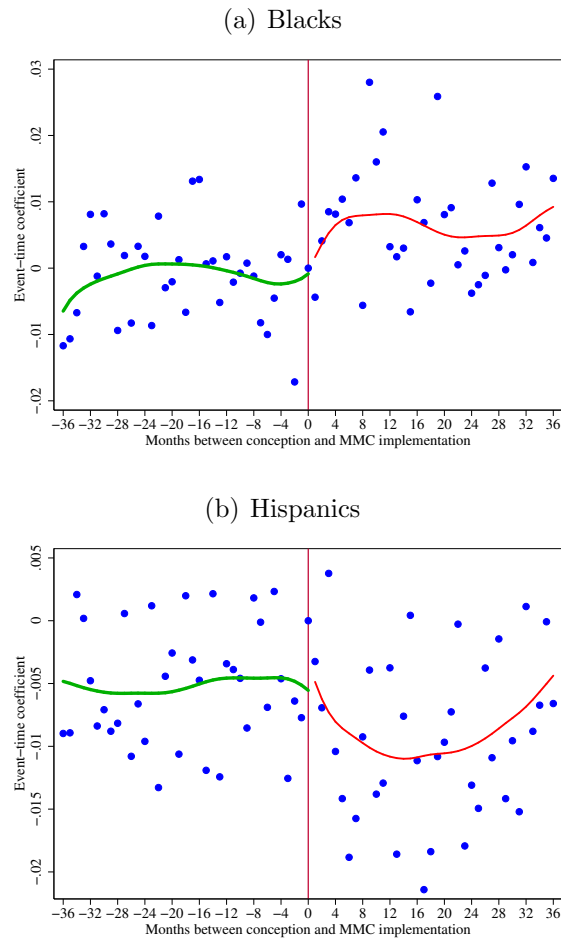 (a) Blacks
.03
.02
.01
0
-.01
-.02
Event−time coefficient
−36 −32 −28 −24 −20 −16 −12 −8 −4 0 4 8 12 16 20 24 28 32 36
Months between conception and MMC implementation
(b) Hispanics
.005
0
-.005
-.01
-.015
-.02
Event−time coefficient
−36 −32 −28 −24 −20 −16 −12 −8 −4 0 4 8 12 16 20 24 28 32 36
Months between conception and MMC implementation